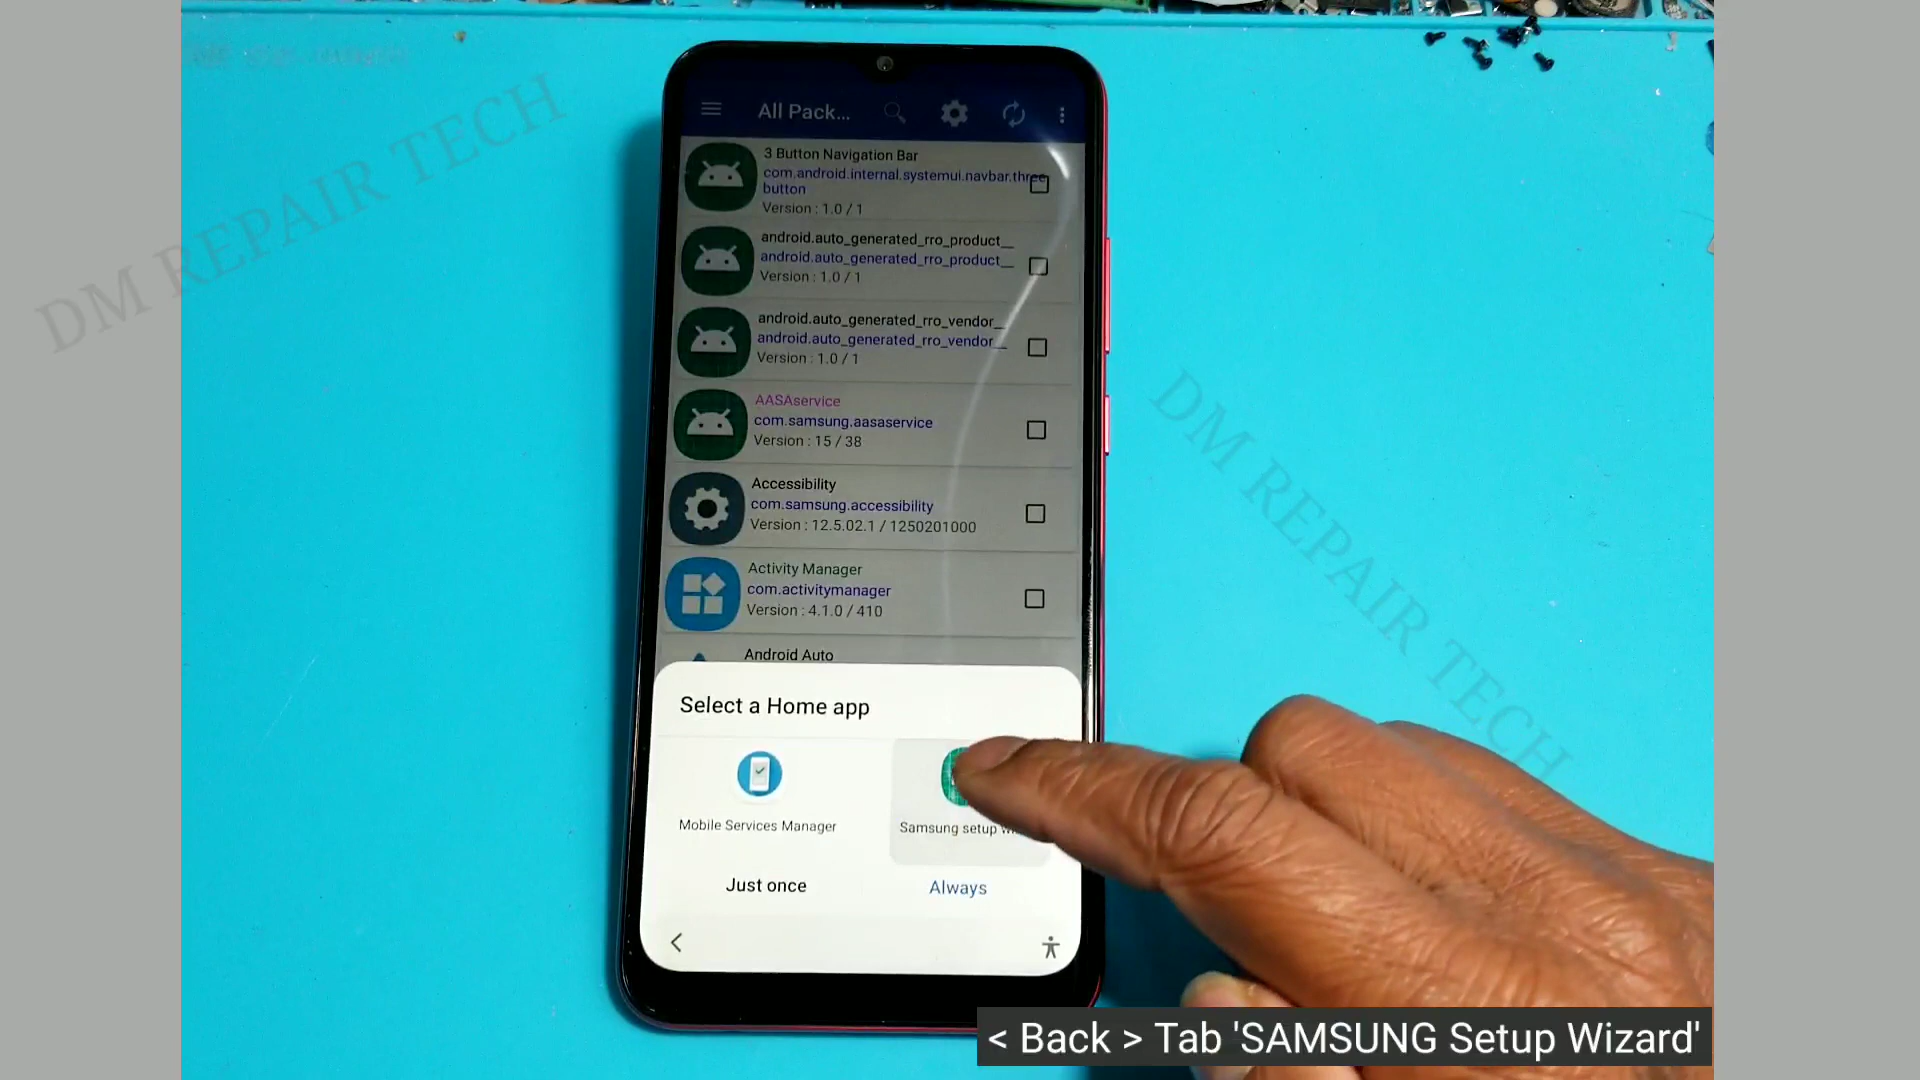 DM REPAIR TECH
All Pack...
3 Button Navigation Bar
com.android.internal.systemui.navbar.three
button
Version : 1.0 / 1
android.auto_generated_rro_product__
android.auto_generated_rro_product__
Version : 1.0 / 1
android.auto_generated_rro_vendor__
android.auto_generated_rro_vendor__
Version : 1.0 / 1
AASAservice
com.samsung.aasaservice
Version : 15 / 38
Accessibility
com.samsung.accessibility
Version : 12.5.02.1 / 1250201000
Activity Manager
com.activitymanager
Version : 4.1.0 / 410
Android Auto
DM REPAIR TECH
Select a Home app
Mobile Services Manager
Samsung setup
Just once
Always
< Back > Tab 'SAMSUNG Setup Wizard'